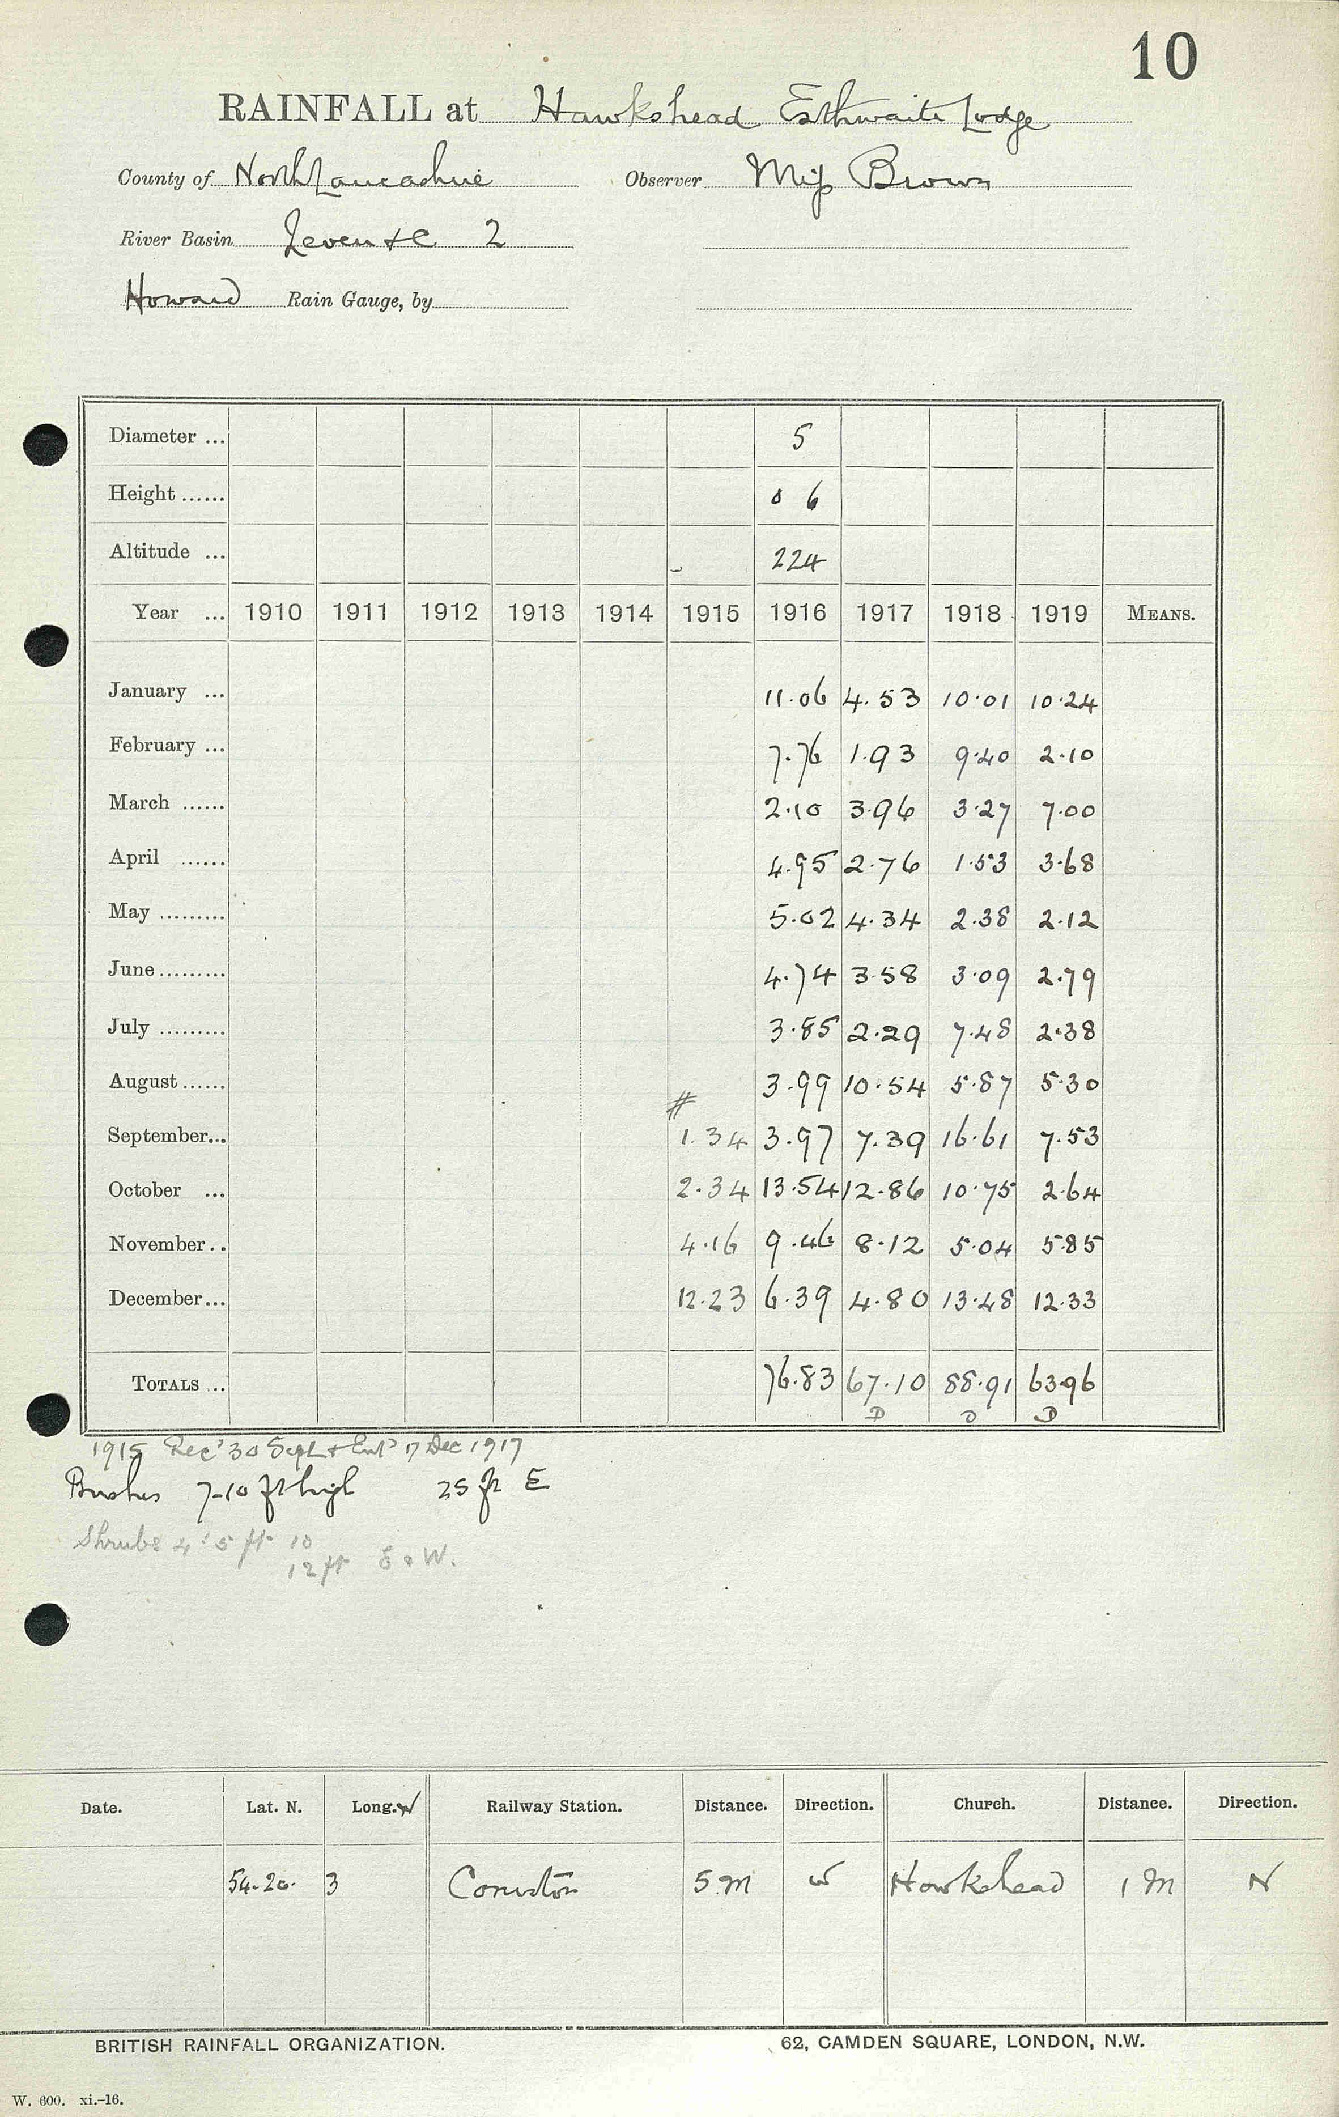 10
RAINFALL at Hawkshead Esthwaite Lodge
County of North Lancashire Observer Miss Brown
River Basin Leven &c 2
Howard Rain Gauge, by
Diameter ... 5
Height ...... 0 6
Altitude ... 224
Year ... 1910 1911 1912 1913 1914 1915 1916 1917 1918 1919 MEANS.
January ... 11.06 4.53 10.01 10.24
February ... 7.76 1.93 9.40 2.10
March ...... 2.10 3.96 3.27 7.00
April ...... 4.95 2.76 1.53 3.68
May ......... 5.02 4.34 2.38 2.12
June ......... 4.74 3.58 3.09 2.79
July ......... 3.85 2.29 7.48 2.38
August ...... 3.99 10.54 5.87 5.30
#
September... 1.34 3.97 7.39 16.61 7.53
October ... 2.34 13.54 12.86 10.75 2.64
November .. 4.16 9.46 8.12 5.04 5.85
December... 12.23 6.39 4.80 13.48 12.33
TOTALS ... 76.83 67.10 88.91 63.96
D D D
1915 Recd 30 Sept & Entd 17 Dec 1917
Bushes 7-10 ft high 25 ft E
Shrubs 4'5 ft 10
12 ft E & W.
Date. Lat. N. Long. W Railway Station. Distance. Direction. Church. Distance. Direction.
54.20. 3 Coniston 5 m W Hawkshead 1 m N
BRITISH RAINFALL ORGANIZATION. 62, CAMDEN SQUARE, LONDON, N.W.
W. 600. xi.-16.